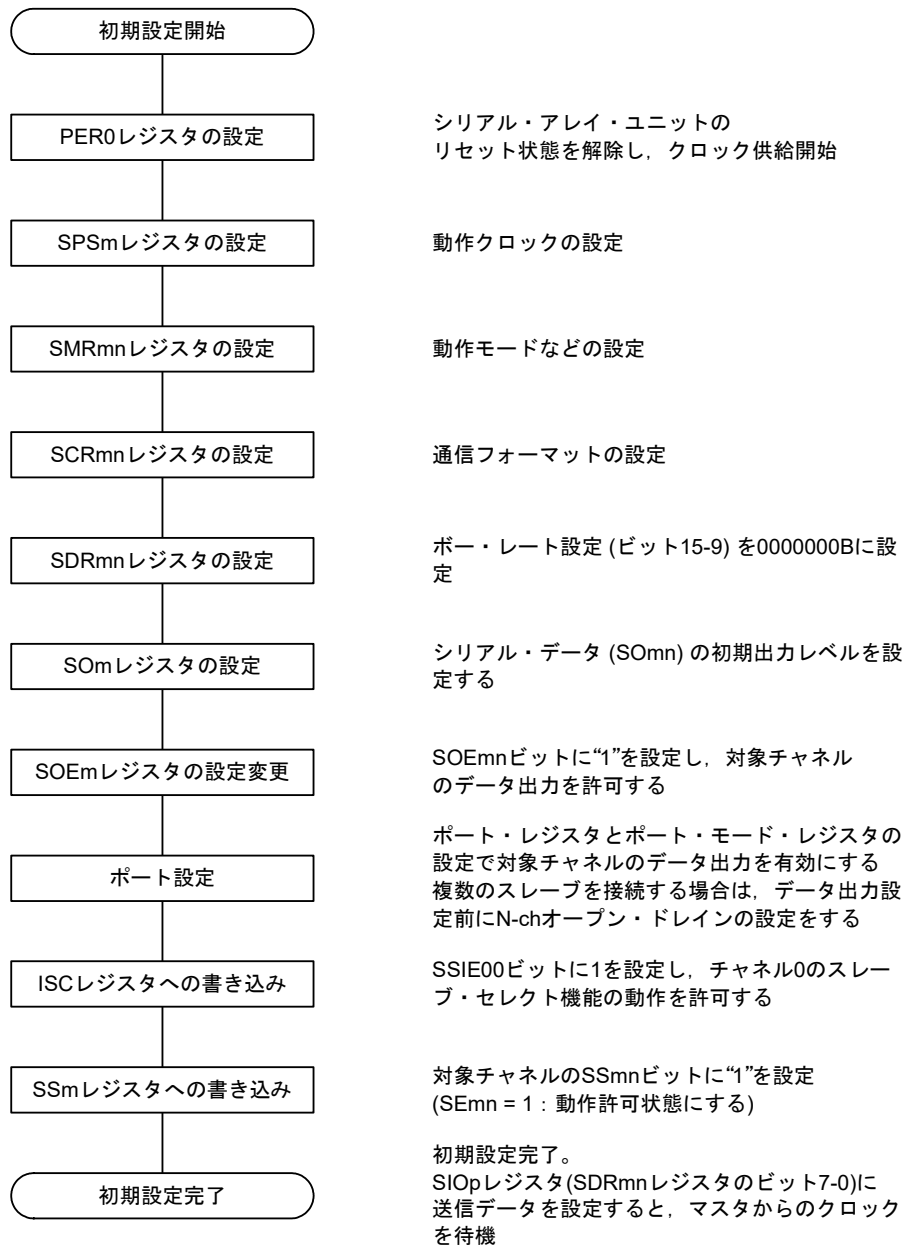 初期設定開始
PER0レジスタの設定
シリアル・アレイ・ユニットの
リセット状態を解除し，クロック供給開始
SPSmレジスタの設定
動作クロックの設定
SMRmnレジスタの設定
動作モードなどの設定
SCRmnレジスタの設定
通信フォーマットの設定
SDRmnレジスタの設定
ボー・レート設定 (ビット15-9) を0000000Bに設
定
SOmレジスタの設定
シリアル・データ (SOmn) の初期出力レベルを設
定する
SOEmレジスタの設定変更
SOEmnビットに“1”を設定し，対象チャネル
のデータ出力を許可する
ポート設定
ポート・レジスタとポート・モード・レジスタの
設定で対象チャネルのデータ出力を有効にする
複数のスレーブを接続する場合は，データ出力設
定前にN-chオープン・ドレインの設定をする
ISCレジスタへの書き込み
SSIE00ビットに1を設定し，チャネル0のスレー
ブ・セレクト機能の動作を許可する
SSmレジスタへの書き込み
対象チャネルのSSmnビットに“1”を設定
(SEmn = 1：動作許可状態にする)
初期設定完了
初期設定完了。
SIOpレジスタ(SDRmnレジスタのビット7-0)に
送信データを設定すると，マスタからのクロック
を待機